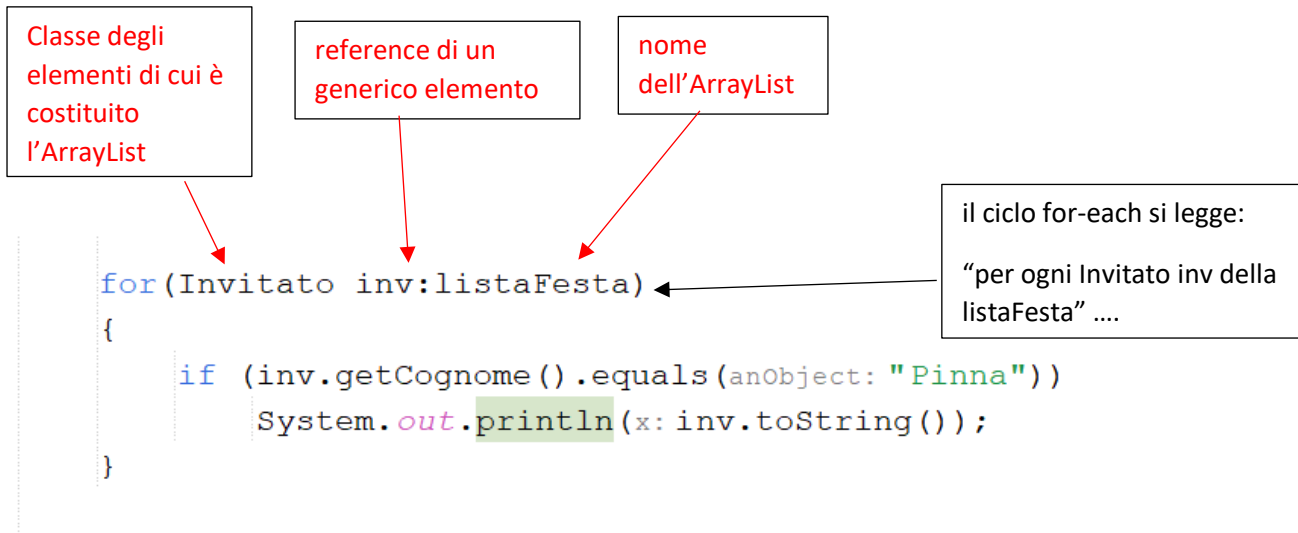 Classe degli
elementi di cui è
costituito
l’ArrayList
reference di un
generico elemento
nome
dell’ArrayList
il ciclo for-each si legge:
“per ogni Invitato inv della
listaFesta” ….
for(Invitato inv:listaFesta)
{
if (inv.getCognome().equals(anObject: "Pinna"))
System.out.println(x: inv.toString());
}